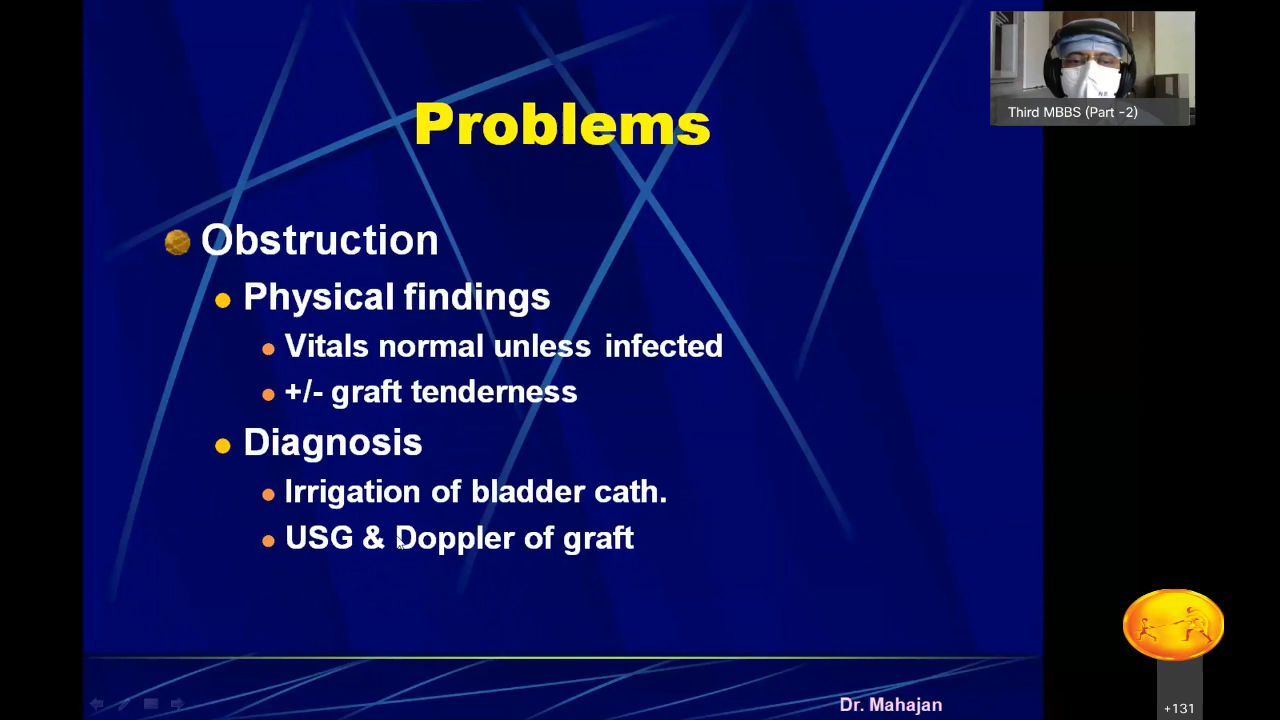 Problems
Obstruction
Physical findings
Vitals normal unless infected
+/- graft tenderness
Diagnosis
Irrigation of bladder cath.
USG & Doppler of graft
Dr. Mahajan
Third MBBS (Part -2)
+131